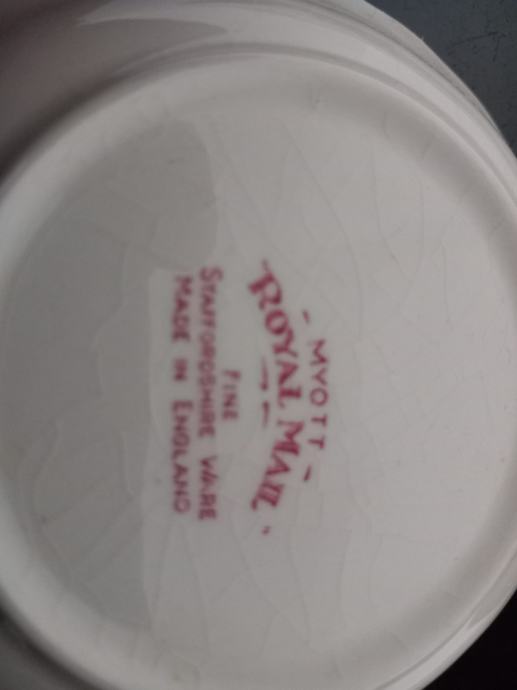 - MYOTT -
ROYAL MAIL
FINE
STAFFORDSHIRE WARE
MADE IN ENGLAND